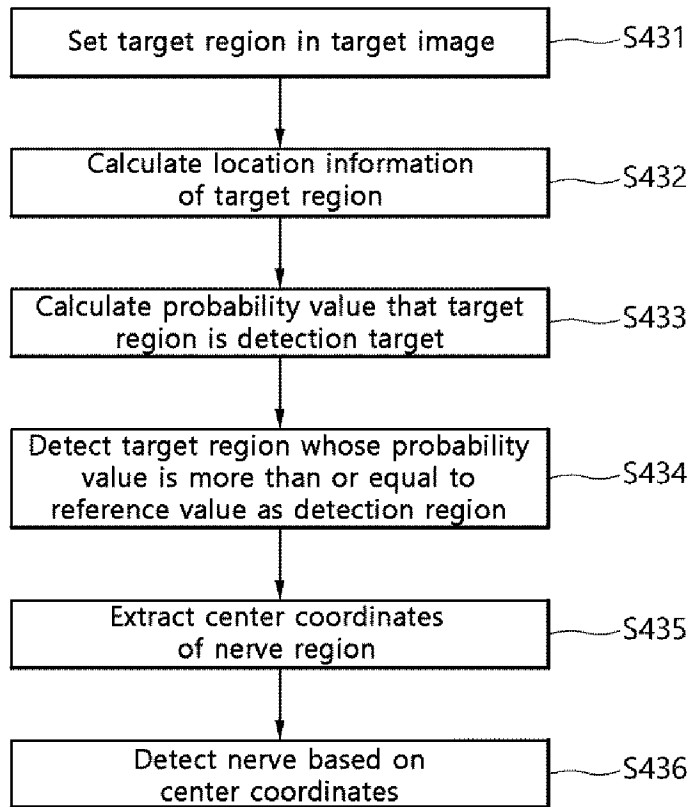 Set target region in target image
S431
Calculate location information
of target region
S432
Calculate probability value that target
region is detection target
S433
Detect target region whose probability
value is more than or equal to
reference value as detection region
S434
Extract center coordinates
of nerve region
S435
Detect nerve based on
center coordinates
S436